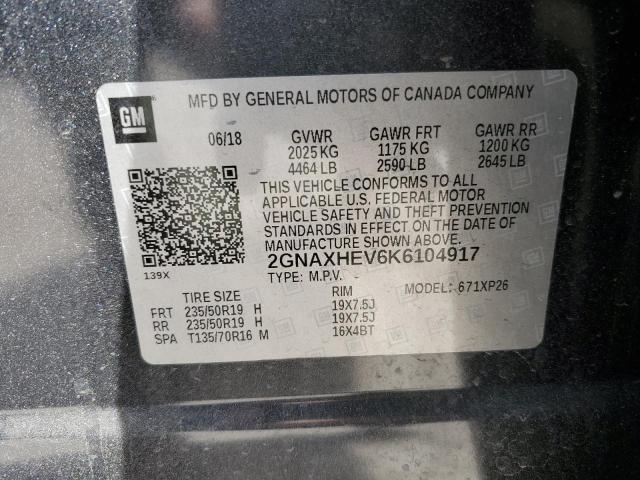 GM
MFD BY GENERAL MOTORS OF CANADA COMPANY
06/18 GVWR GAWR FRT GAWR RR
2025 KG 1175 KG 1200 KG
4464 LB 2590 LB 2645 LB
THIS VEHICLE CONFORMS TO ALL
APPLICABLE U.S. FEDERAL MOTOR
VEHICLE SAFETY AND THEFT PREVENTION
STANDARDS IN EFFECT ON THE DATE OF
MANUFACTURE SHOWN ABOVE.
2GNAXHEV6K6104917
139X
TYPE: M.P.V. MODEL: 671XP26
TIRE SIZE RIM
FRT 235/50R19 H 19X7.5J
RR 235/50R19 H 19X7.5J
SPA T135/70R16 M 16X4BT